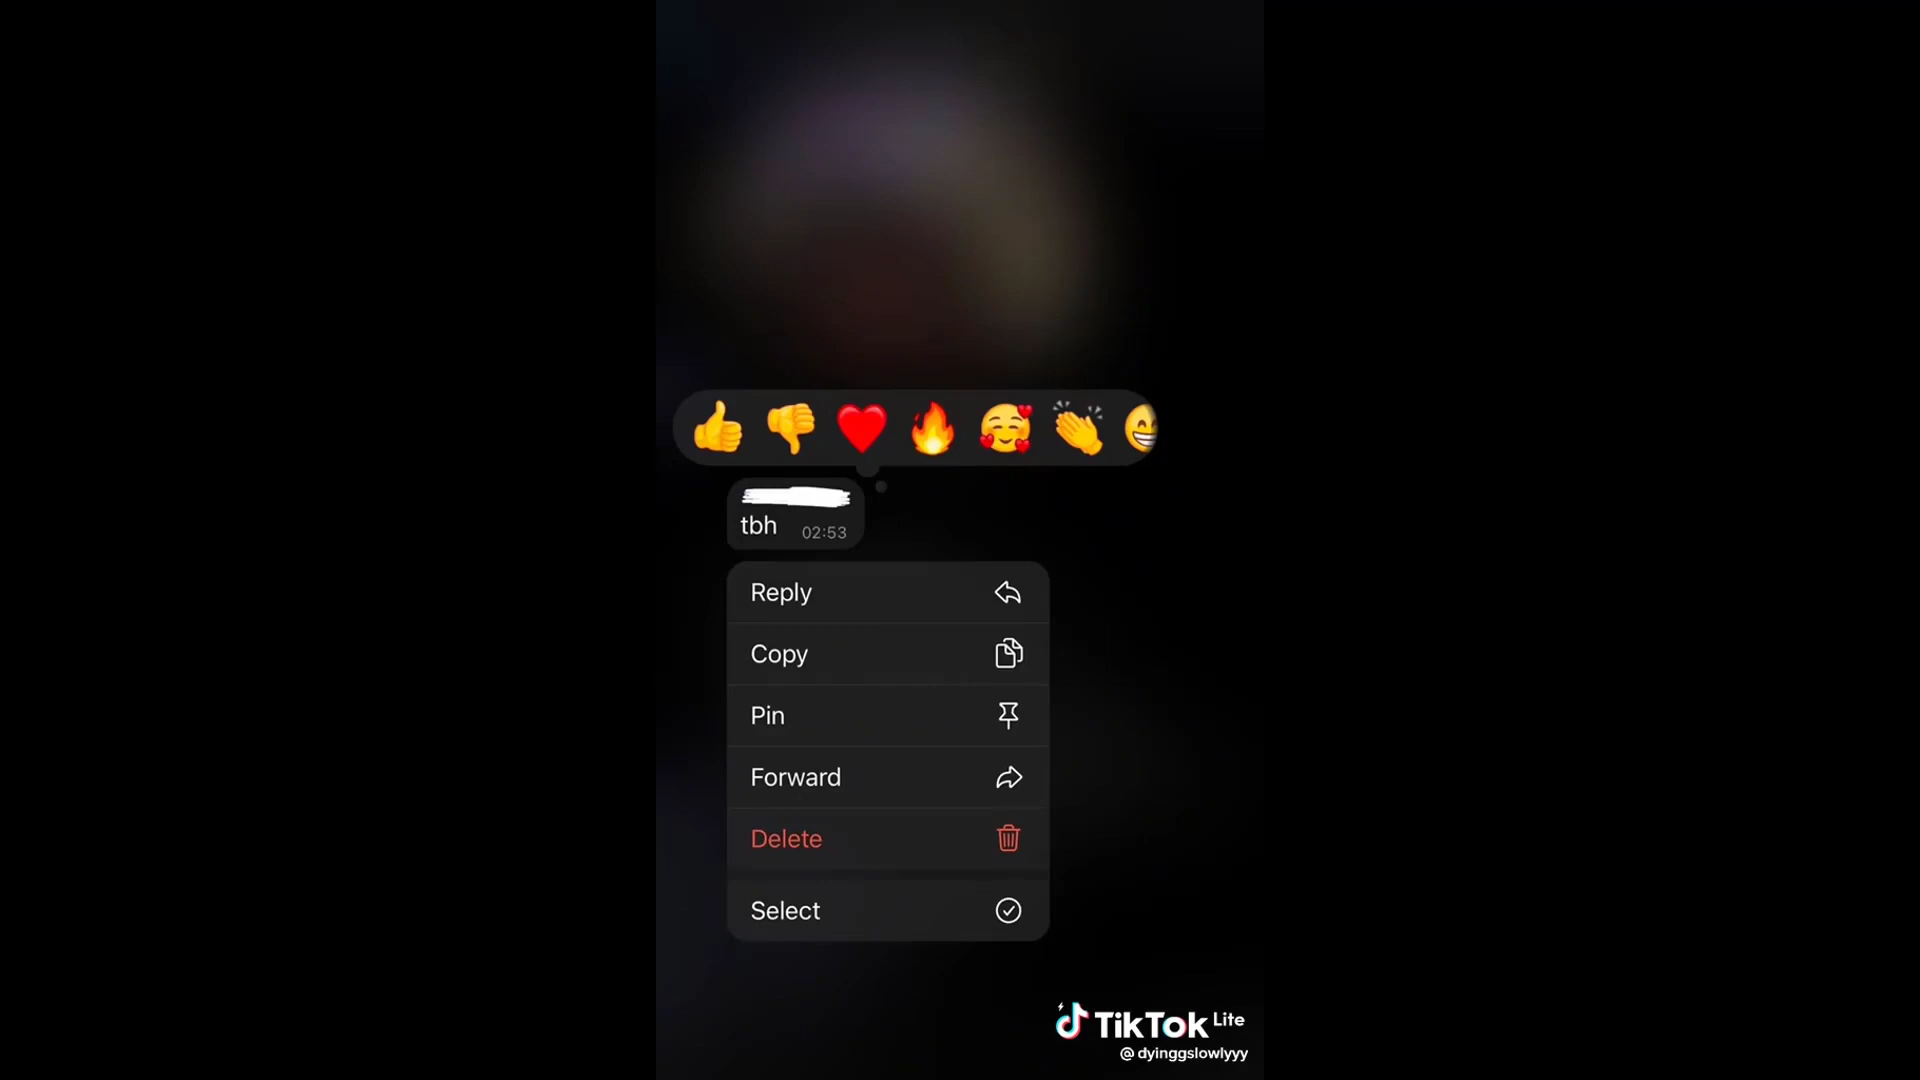 tbh 02:53
Reply
Copy
Pin
Forward
Delete
Select
TikTok Lite
@dyinggslowlyyy